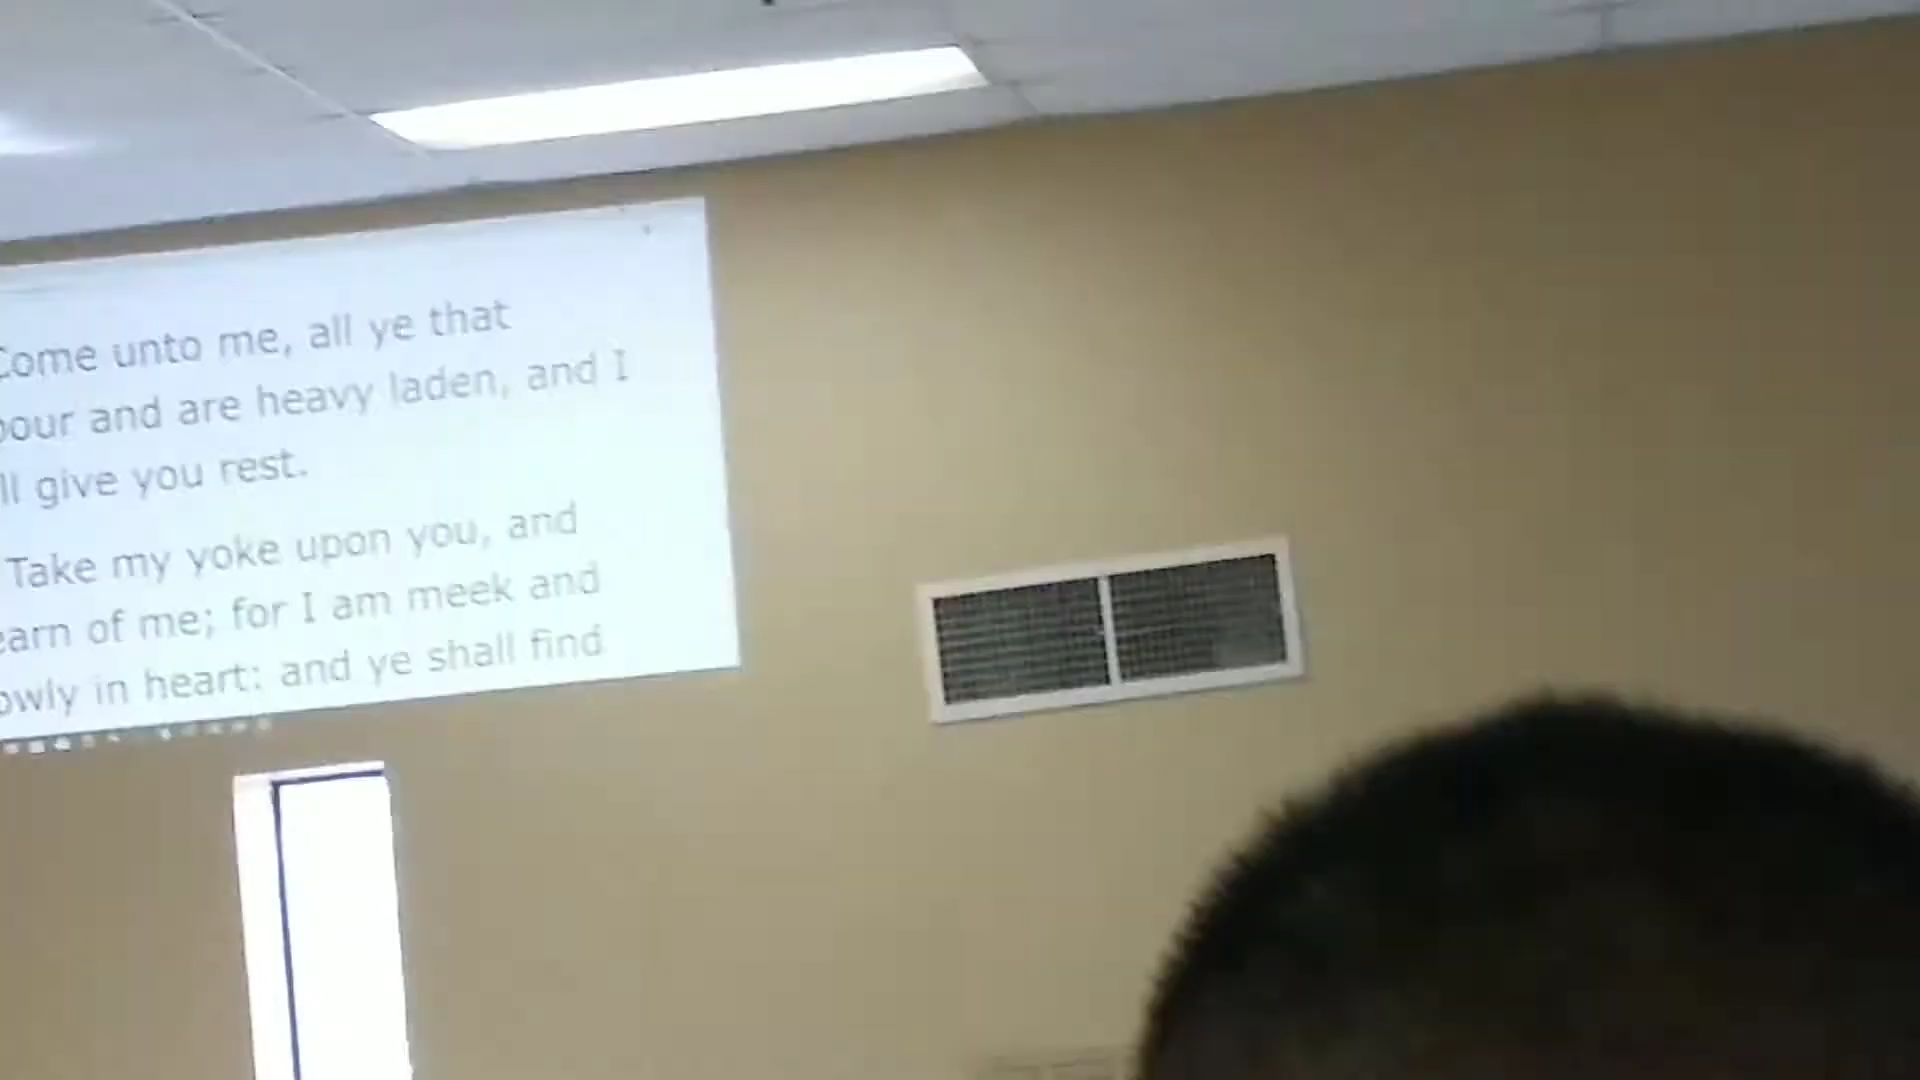 Come unto me, all ye that
bour and are heavy laden, and I
ll give you rest.
Take my yoke upon you, and
earn of me; for I am meek and
owly in heart: and ye shall find